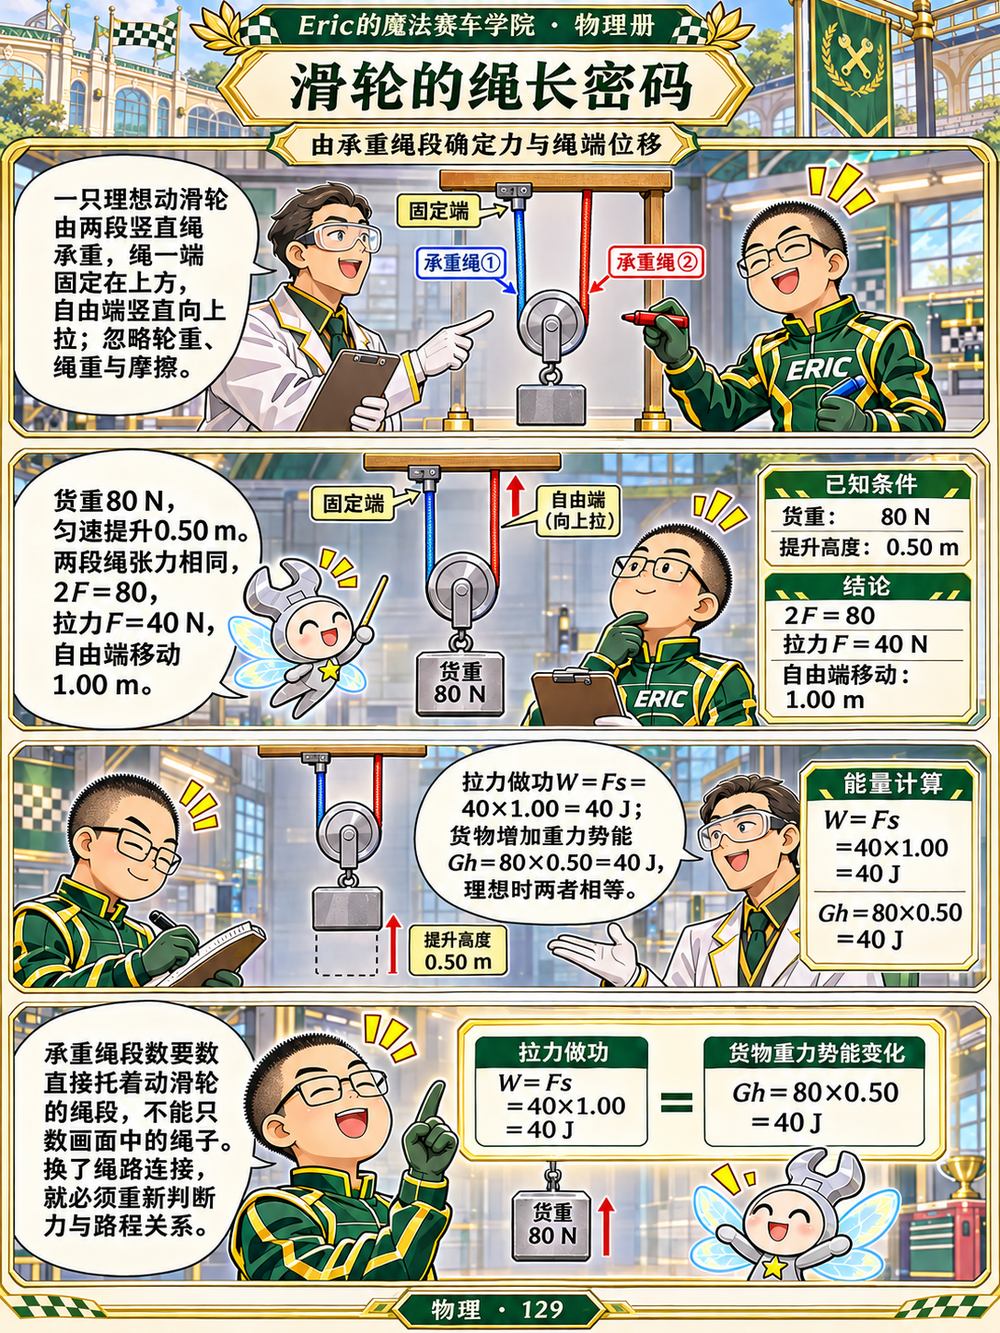 Eric的魔法赛车学院 · 物理册
滑轮的绳长密码
由承重绳段确定力与绳端位移
一只理想动滑轮
由两段竖直绳
承重，绳一端
固定在上方，
自由端竖直向上
拉；忽略轮重、
绳重与摩擦。
固定端
承重绳①
承重绳②
ERIC
货重80 N，
匀速提升0.50 m。
两段绳张力相同，
2F=80，
拉力F=40 N，
自由端移动
1.00 m。
固定端
自由端
（向上拉）
货重
80 N
ERIC
已知条件
货重： 80 N
提升高度： 0.50 m
结论
2F=80
拉力F=40 N
自由端移动：
1.00 m
提升高度
0.50 m
拉力做功W=Fs=
40×1.00=40 J；
货物增加重力势能
Gh=80×0.50=40 J，
理想时两者相等。
能量计算
W=Fs
=40×1.00
=40 J
Gh=80×0.50
=40 J
承重绳段数要数
直接托着动滑轮
的绳段，不能只
数画面中的绳子。
换了绳路连接，
就必须重新判断
力与路程关系。
拉力做功
W=Fs
=40×1.00
=40 J
=
货物重力势能变化
Gh=80×0.50
=40 J
货重
80 N
物理 · 129